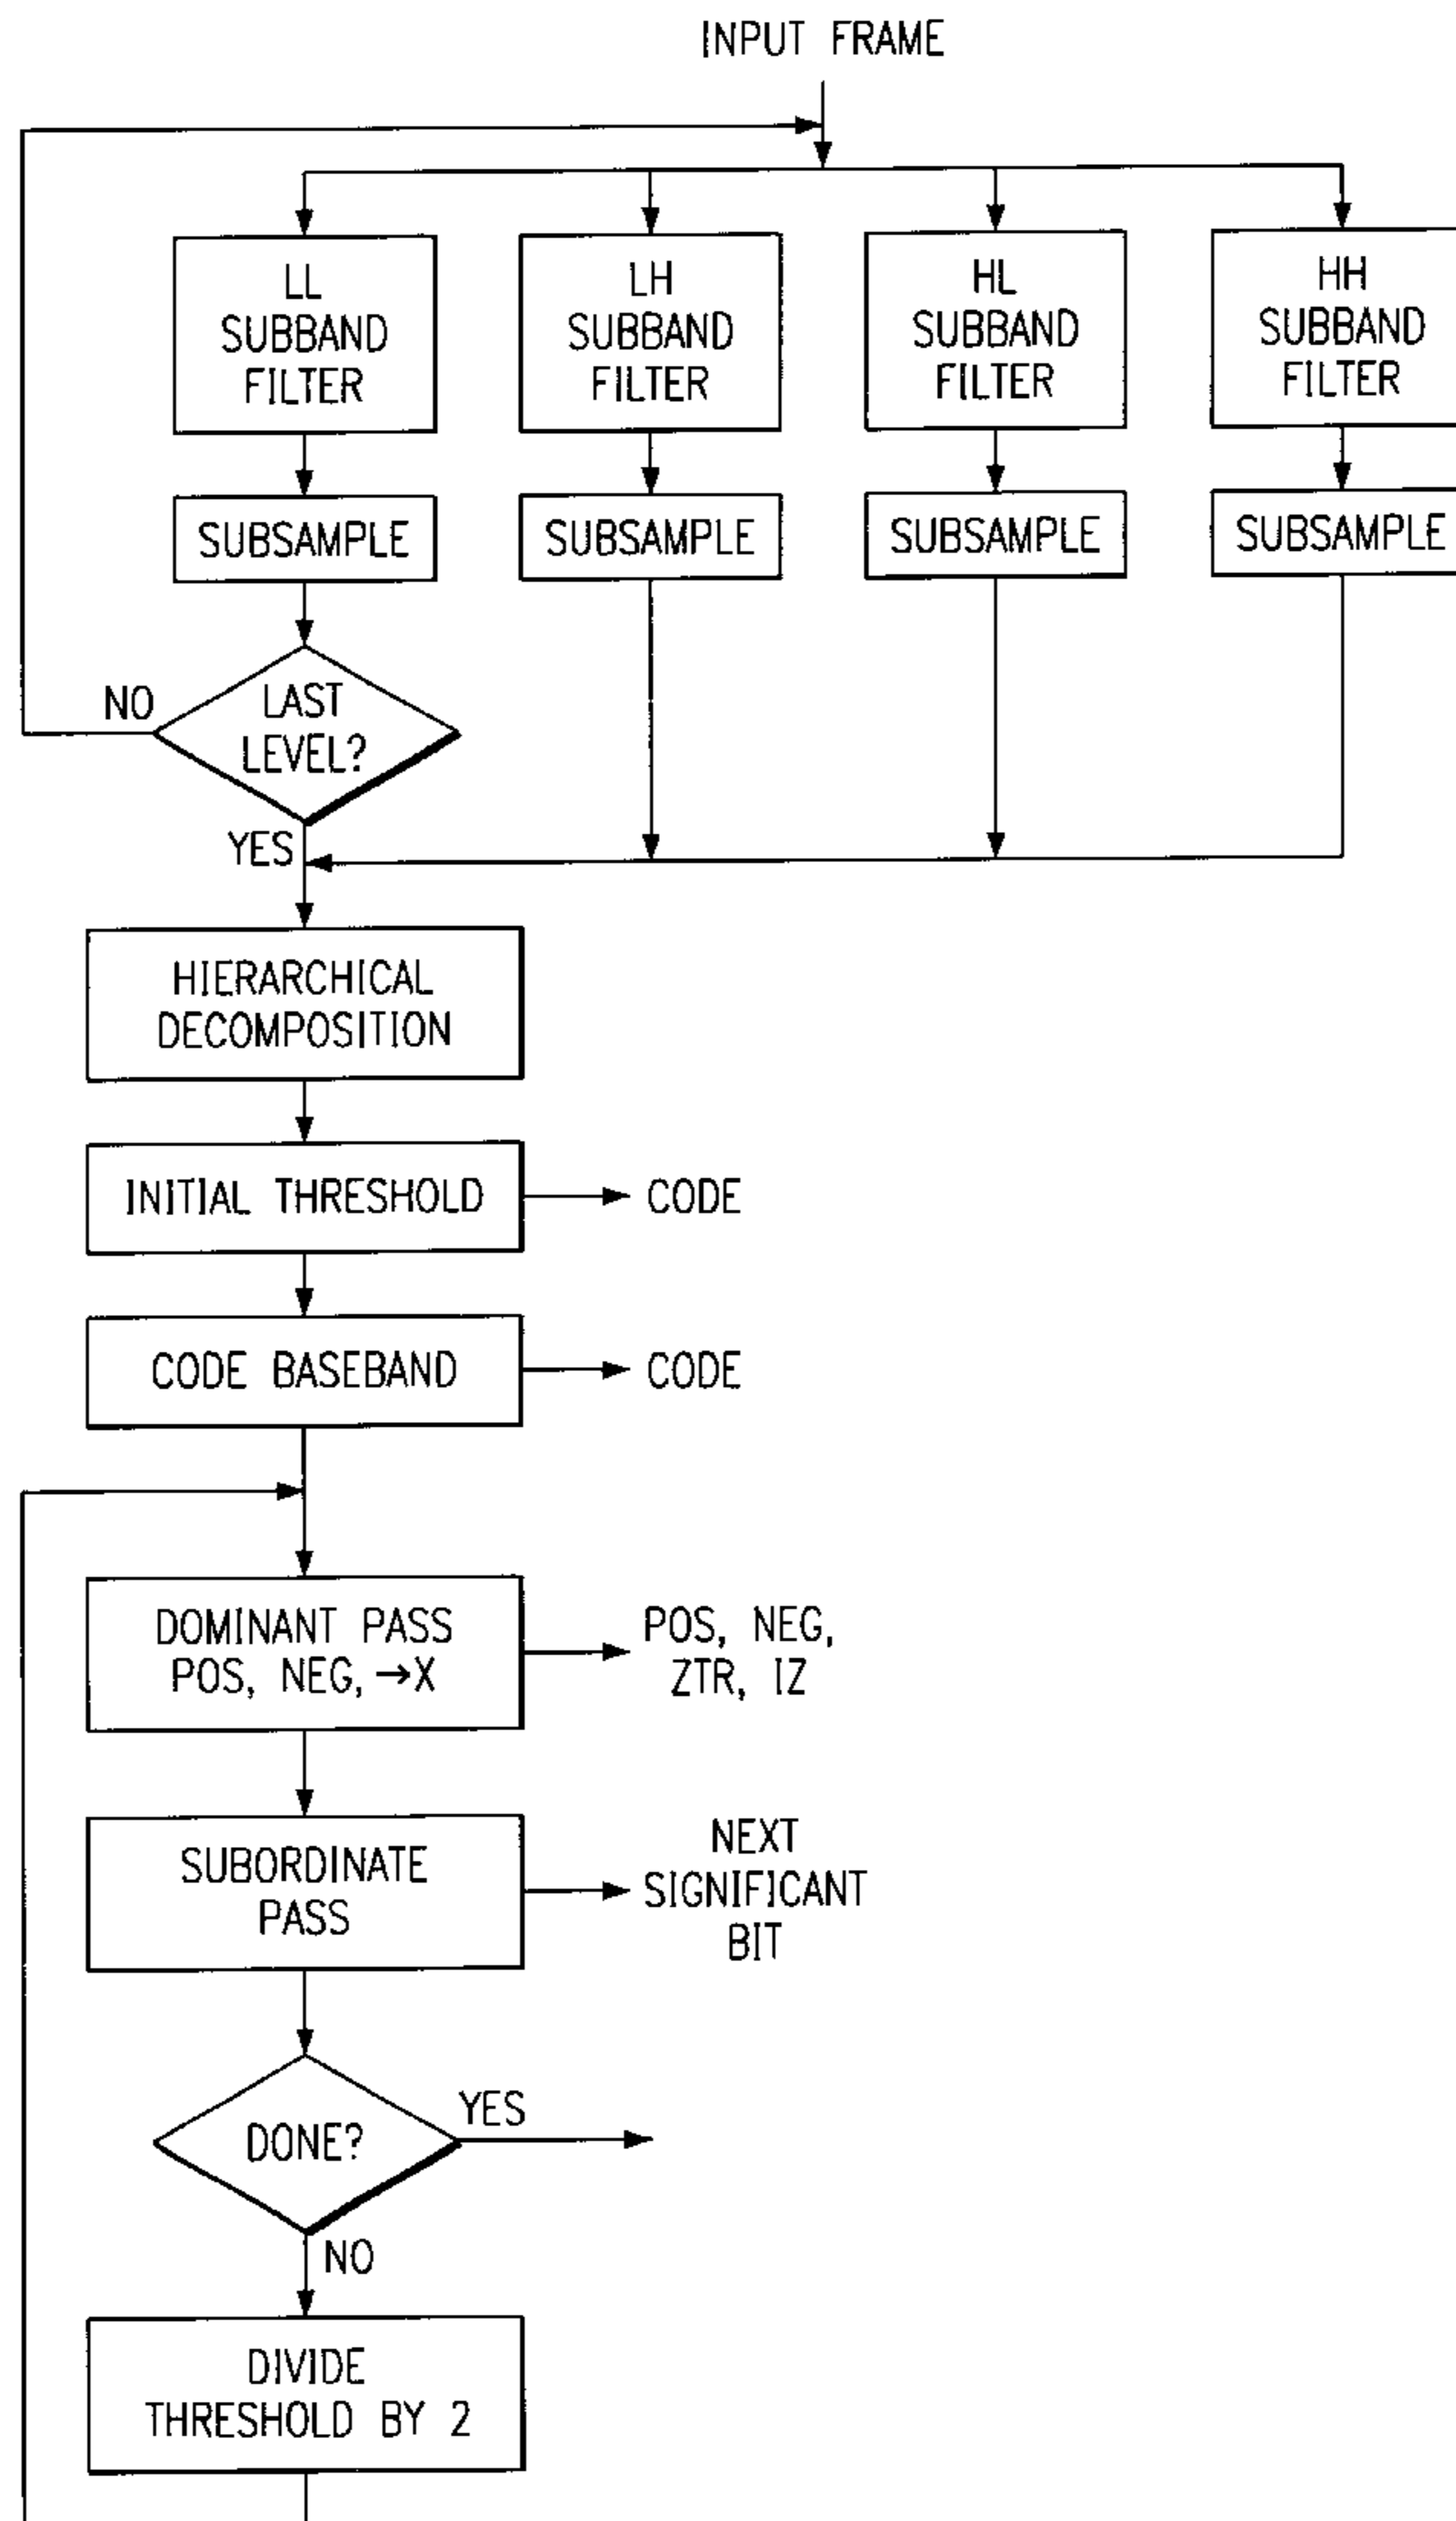 INPUT FRAME
LL
SUBBAND
FILTER
LH
SUBBAND
FILTER
HL
SUBBAND
FILTER
HH
SUBBAND
FILTER
SUBSAMPLE
SUBSAMPLE
SUBSAMPLE
SUBSAMPLE
NO
LAST
LEVEL?
YES
HIERARCHICAL
DECOMPOSITION
INITIAL THRESHOLD
CODE
CODE BASEBAND
CODE
DOMINANT PASS
POS, NEG, →X
POS, NEG,
ZTR, IZ
SUBORDINATE
PASS
NEXT
SIGNIFICANT
BIT
DONE?
YES
NO
DIVIDE
THRESHOLD BY 2